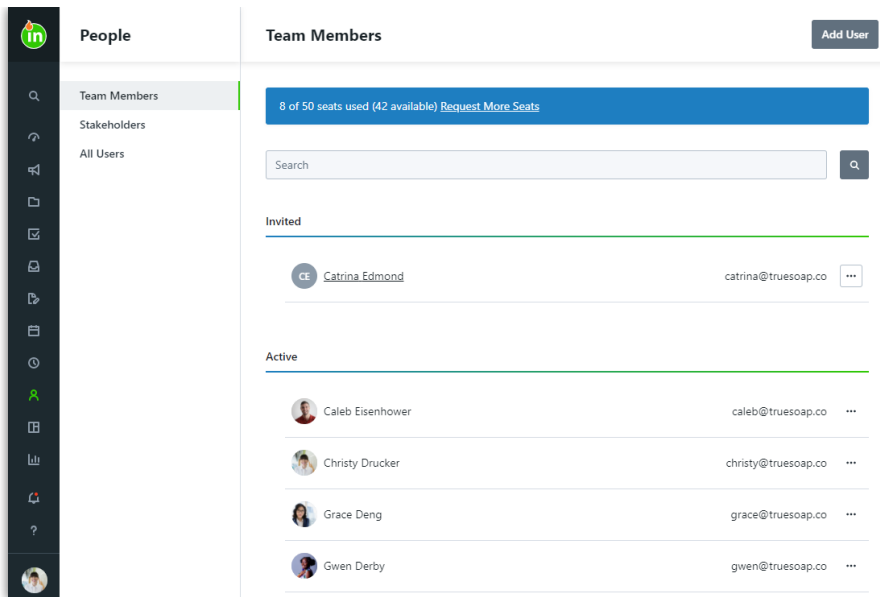 in
People
Team Members
Add User
Team Members
Stakeholders
All Users
8 of 50 seats used (42 available) Request More Seats
Search
Invited
CE Catrina Edmond catrina@truesoap.co ...
Active
Caleb Eisenhower caleb@truesoap.co ...
Christy Drucker christy@truesoap.co ...
Grace Deng grace@truesoap.co ...
Gwen Derby gwen@truesoap.co ...
?